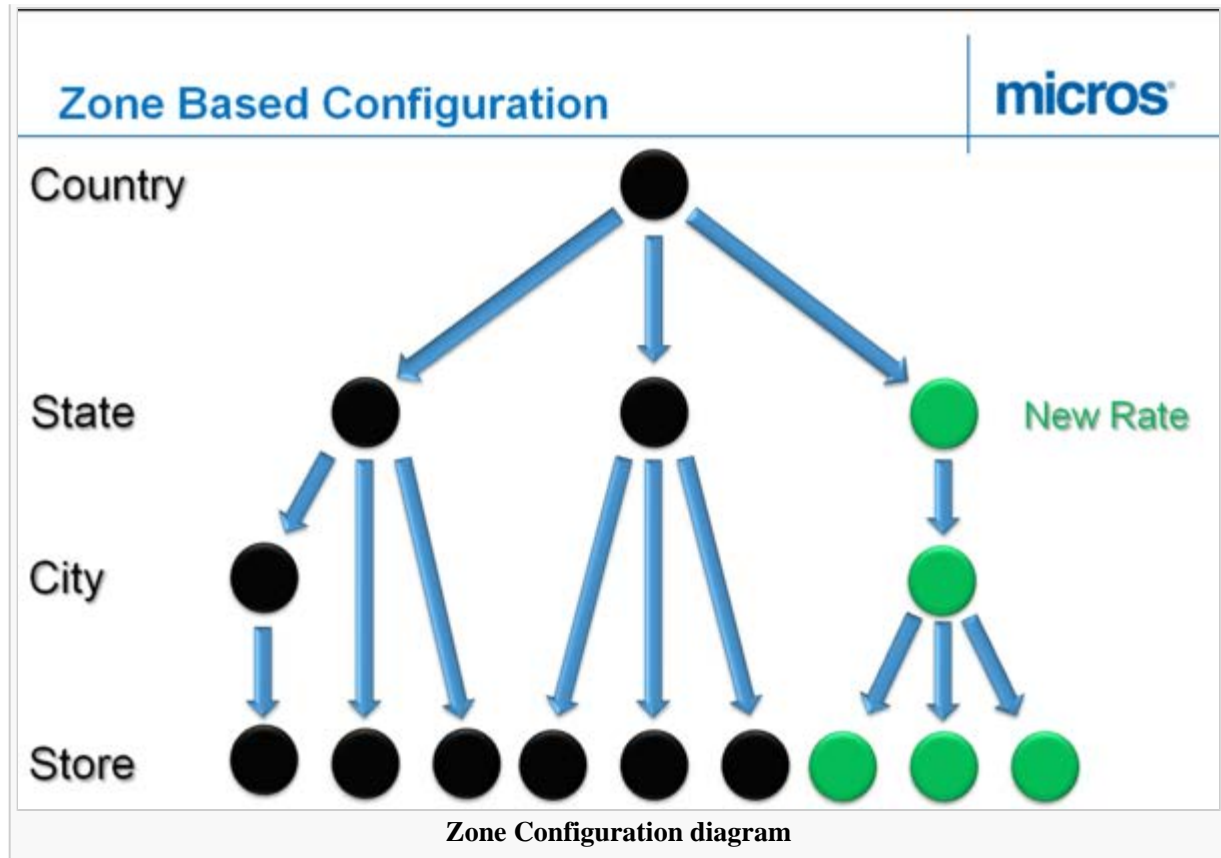 Zone Based Configuration
micros®
Country
State
New Rate
City
Store
Zone Configuration diagram